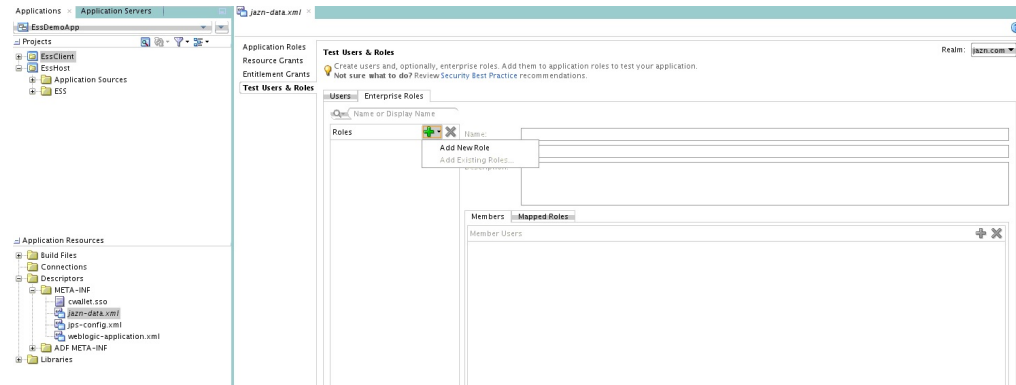 Applications
Application Servers
EssDemoApp
Projects
EssClient
EssHost
Application Sources
ESS
Application Resources
Build Files
Connections
Descriptors
META-INF
cwallet.sso
jazn-data.xml
jps-config.xml
weblogic-application.xml
ADF META-INF
Libraries
jazn-data.xml
Application Roles
Resource Grants
Entitlement Grants
Test Users & Roles
Test Users & Roles
Realm: jazn.com
Create users and, optionally, enterprise roles. Add them to application roles to test your application.
Not sure what to do? Review Security Best Practice recommendations.
Users Enterprise Roles
Name or Display Name
Roles
Add New Role
Add Existing Roles...
Name:
Description:
Members Mapped Roles
Member Users